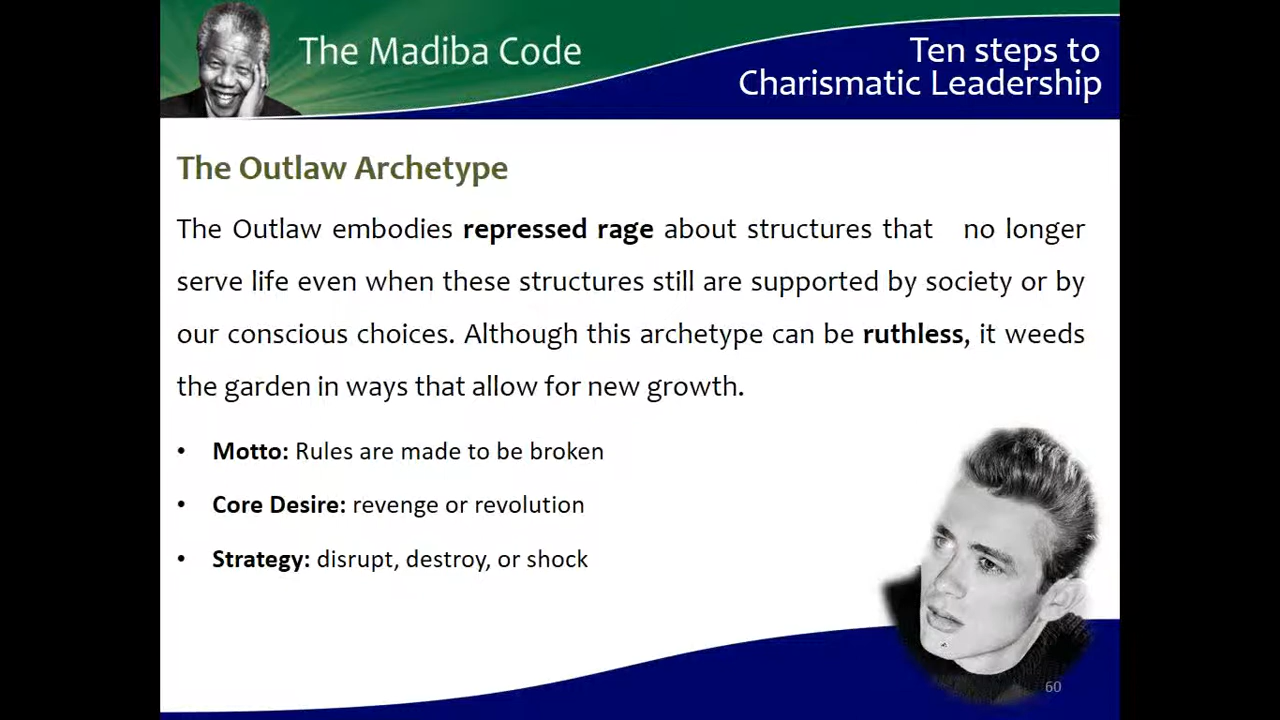 The Madiba Code
Ten steps to
Charismatic Leadership
The Outlaw Archetype
The Outlaw embodies repressed rage about structures that no longer
serve life even when these structures still are supported by society or by
our conscious choices. Although this archetype can be ruthless, it weeds
the garden in ways that allow for new growth.
• Motto: Rules are made to be broken
• Core Desire: revenge or revolution
• Strategy: disrupt, destroy, or shock
60